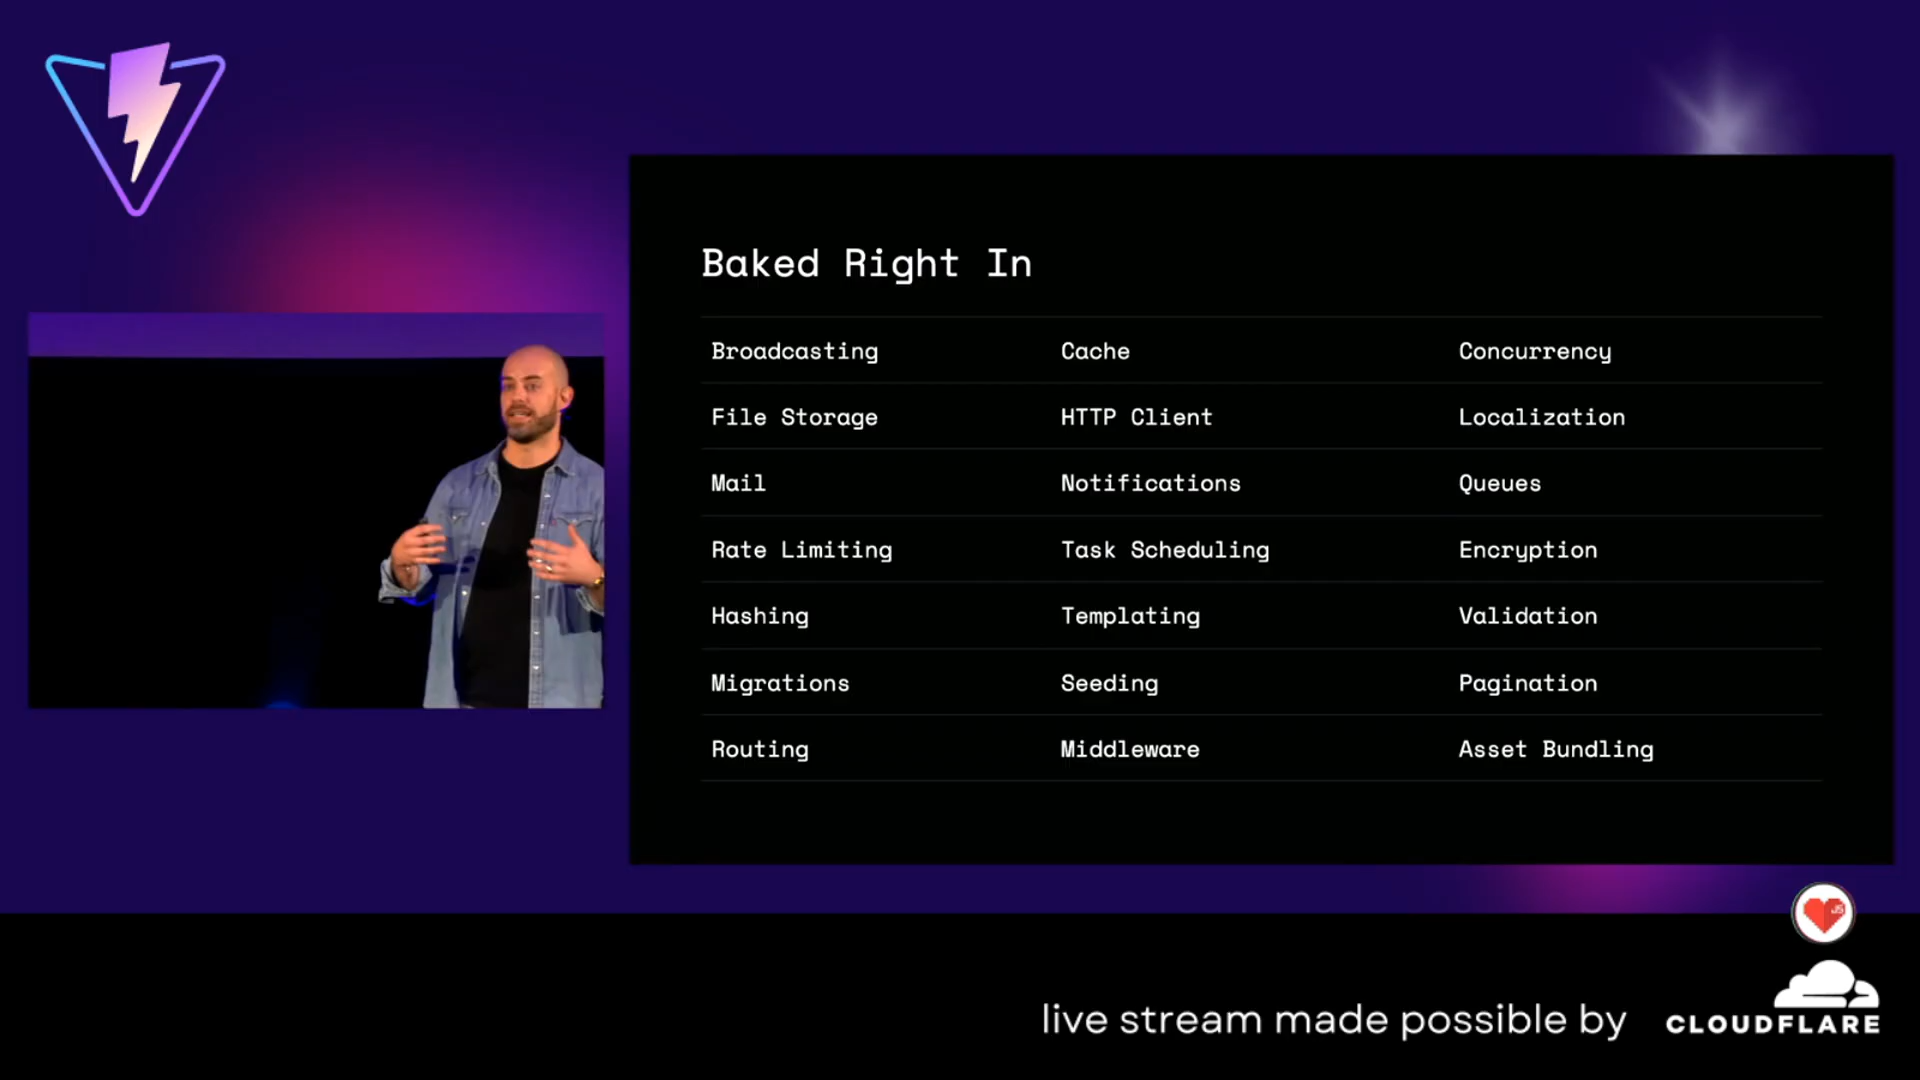 Baked Right In
Broadcasting Cache Concurrency
File Storage HTTP Client Localization
Mail Notifications Queues
Rate Limiting Task Scheduling Encryption
Hashing Templating Validation
Migrations Seeding Pagination
Routing Middleware Asset Bundling
JS
live stream made possible by CLOUDFLARE